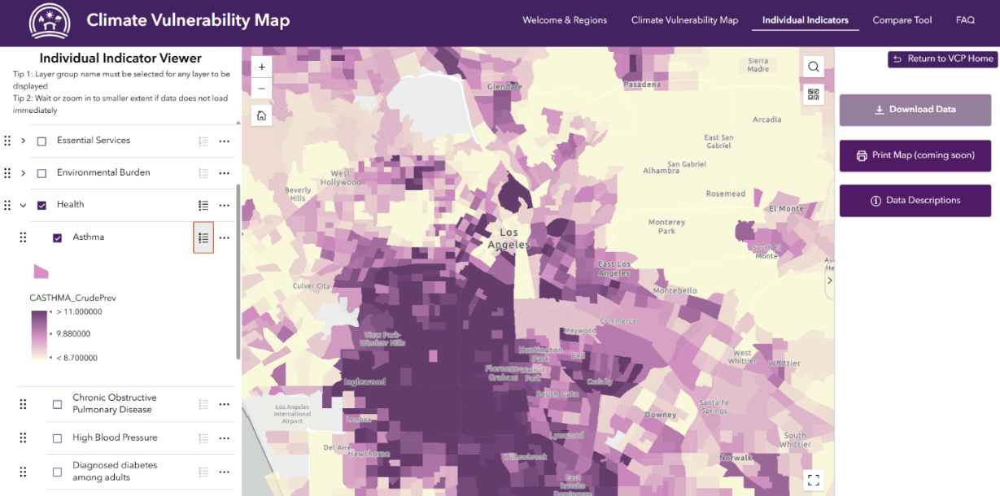 Climate Vulnerability Map
Welcome & Regions
Climate Vulnerability Map
Individual Indicators
Compare Tool
FAQ
Individual Indicator Viewer
Tip 1: Layer group name must be selected for any layer to be
displayed
Tip 2: Wait or zoom in to smaller extent if data does not load
immediately
Essential Services
Environmental Burden
Health
Asthma
CASTHMA_CrudePrev
> 11.000000
9.880000
< 8.700000
Chronic Obstructive
Pulmonary Disease
High Blood Pressure
Diagnosed diabetes
among adults
+
−
Glendale
Pasadena
Sierra
Madre
Arcadia
East San
Gabriel
San Gabriel
Alhambra
West
Hollywood
Beverly
Hills
Rosemead
El Monte
Monterey
Park
South El
Monte
Los
Angeles
East Los
Angeles
Montebello
Culver City
Commerce
Maywood
View Park-
Windsor Hills
Huntington
Park
Bell
West
Whittier
Whittier
Florence-
Graham
Walnut
Park
Inglewood
Cudahy
South Gate
Los Angeles
International
Airport
Lennox
Downey
Santa Fe
Springs
Lynwood
South
Whittier
Del Aire
Hawthorne
Willowbrook
Norwalk
East
Rancho
Dominguez
Return to VCP Home
Download Data
Print Map (coming soon)
Data Descriptions